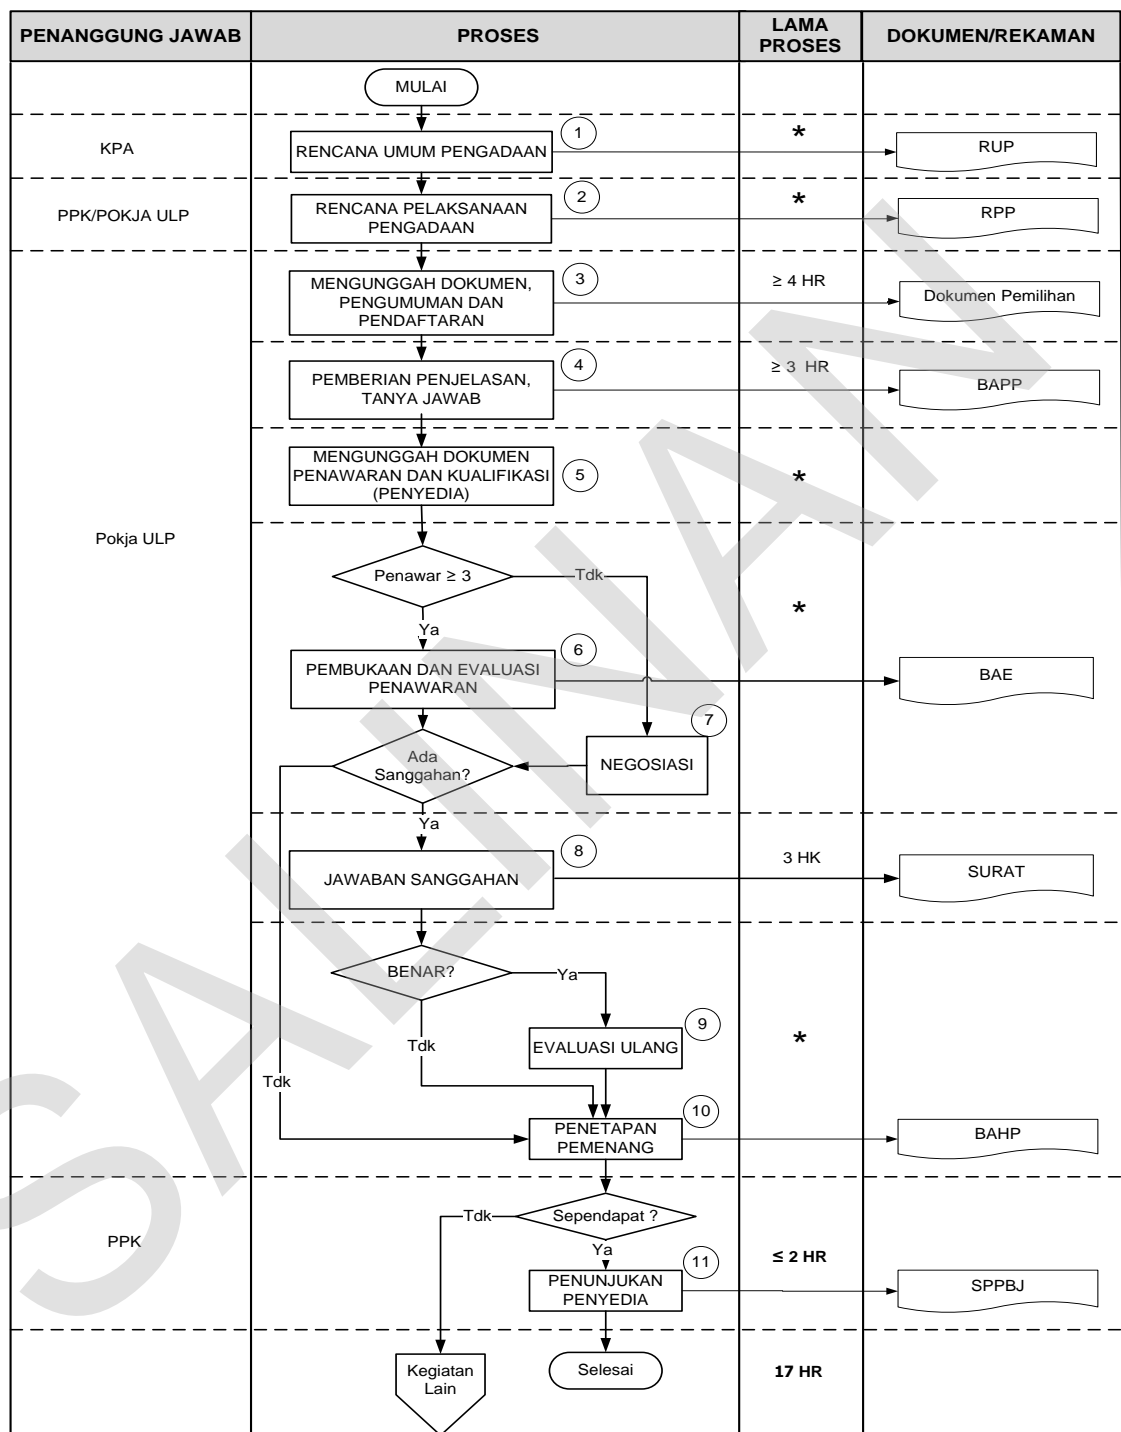 PENANGGUNG JAWAB
PROSES
LAMA
PROSES
DOKUMEN/REKAMAN
MULAI
KPA
RENCANA UMUM PENGADAAN
1
*
RUP
PPK/POKJA ULP
RENCANA PELAKSANAAN
PENGADAAN
2
*
RPP
MENGUNGGAH DOKUMEN,
PENGUMUMAN DAN
PENDAFTARAN
3
≥ 4 HR
Dokumen Pemilihan
PEMBERIAN PENJELASAN,
TANYA JAWAB
4
≥ 3 HR
BAPP
MENGUNGGAH DOKUMEN
PENAWARAN DAN KUALIFIKASI
(PENYEDIA)
5
*
Pokja ULP
Penawar ≥ 3
Tdk
*
Ya
PEMBUKAAN DAN EVALUASI
PENAWARAN
6
BAE
7
NEGOSIASI
Ada
Sanggahan?
Ya
JAWABAN SANGGAHAN
8
3 HK
SURAT
BENAR?
Ya
Tdk
9
EVALUASI ULANG
*
Tdk
10
PENETAPAN
PEMENANG
BAHP
PPK
Sependapat ?
Tdk
Ya
11
PENUNJUKAN
PENYEDIA
≤ 2 HR
SPPBJ
Kegiatan
Lain
Selesai
17 HR
SALINAN